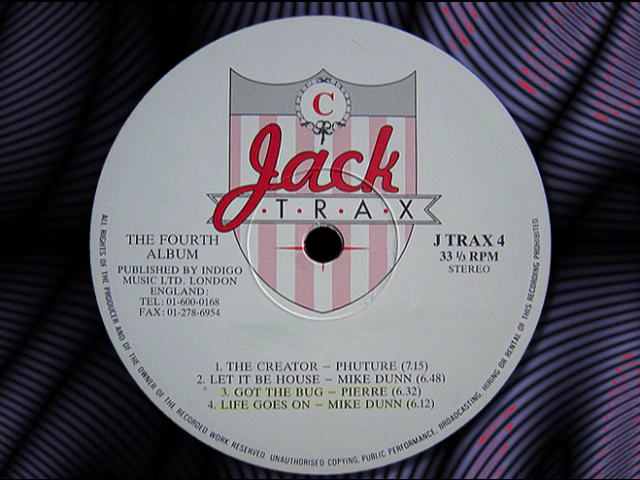 C
Jack
T·R·A·X
THE FOURTH
ALBUM
PUBLISHED BY INDIGO
MUSIC LTD. LONDON
ENGLAND:
TEL: 01-600-0168
FAX: 01-278-6954
J TRAX 4
33 ⅓ RPM
STEREO
1. THE CREATOR – PHUTURE (7.15)
2. LET IT BE HOUSE – MIKE DUNN (6.48)
3. GOT THE BUG – PIERRE (6.32)
4. LIFE GOES ON – MIKE DUNN (6.12)
ALL RIGHTS OF THE PRODUCER AND OF THE OWNER OF THE RECORDED WORK RESERVED. UNAUTHORISED COPYING, PUBLIC PERFORMANCE, BROADCASTING, HIRING OR RENTAL OF THIS RECORDING PROHIBITED.